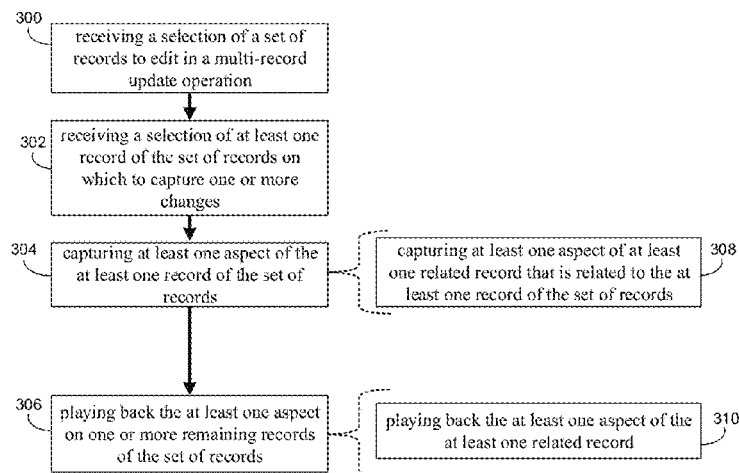 300
receiving a selection of a set of
records to edit in a multi-record
update operation
302
receiving a selection of at least one
record of the set of records on
which to capture one or more
changes
304
capturing at least one aspect of the
at least one record of the set of
records
capturing at least one aspect of at least
one related record that is related to the at
least one record of the set of records
308
306
playing back the at least one aspect
on one or more remaining records
of the set of records
playing back the at least one aspect of the
at least one related record
310